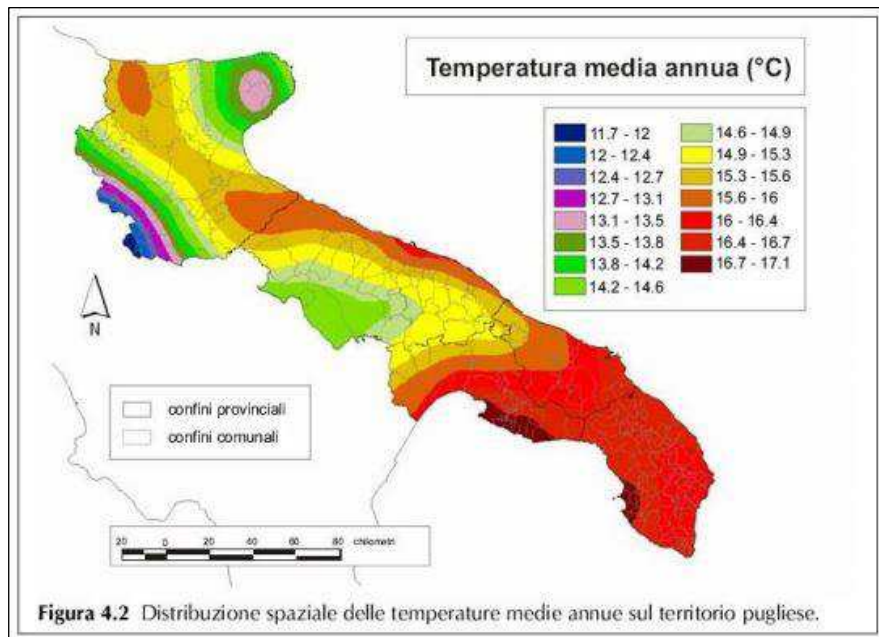 Temperatura media annua (°C)
11.7 - 12
12 - 12.4
12.4 - 12.7
12.7 - 13.1
13.1 - 13.5
13.5 - 13.8
13.8 - 14.2
14.2 - 14.6
14.6 - 14.9
14.9 - 15.3
15.3 - 15.6
15.6 - 16
16 - 16.4
16.4 - 16.7
16.7 - 17.1
N
confini provinciali
confini comunali
20 0 20 40 60 80 chilometri
Figura 4.2 Distribuzione spaziale delle temperature medie annue sul territorio pugliese.